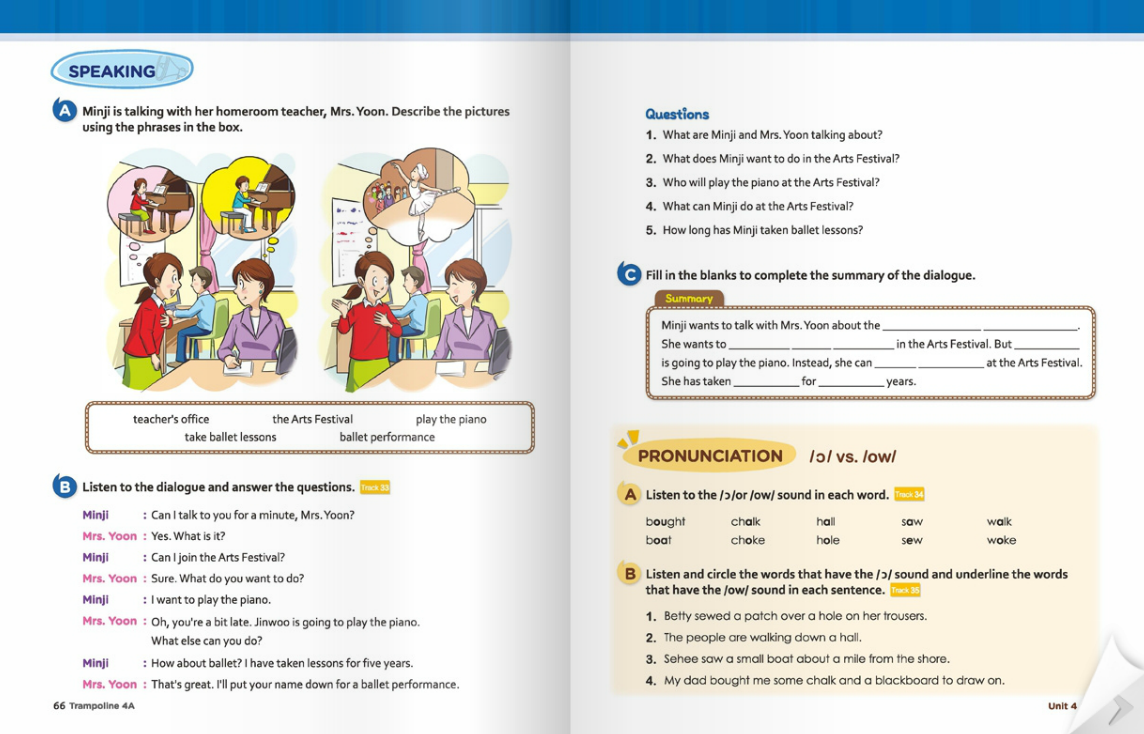 SPEAKING
A Minji is talking with her homeroom teacher, Mrs. Yoon. Describe the pictures
using the phrases in the box.
teacher's office the Arts Festival play the piano
take ballet lessons ballet performance
B Listen to the dialogue and answer the questions. Track 33
Minji : Can I talk to you for a minute, Mrs. Yoon?
Mrs. Yoon : Yes. What is it?
Minji : Can I join the Arts Festival?
Mrs. Yoon : Sure. What do you want to do?
Minji : I want to play the piano.
Mrs. Yoon : Oh, you're a bit late. Jinwoo is going to play the piano.
What else can you do?
Minji : How about ballet? I have taken lessons for five years.
Mrs. Yoon : That's great. I'll put your name down for a ballet performance.
66 Trampoline 4A
Questions
1. What are Minji and Mrs. Yoon talking about?
2. What does Minji want to do in the Arts Festival?
3. Who will play the piano at the Arts Festival?
4. What can Minji do at the Arts Festival?
5. How long has Minji taken ballet lessons?
C Fill in the blanks to complete the summary of the dialogue.
Summary
Minji wants to talk with Mrs. Yoon about the ____________ ____________.
She wants to ________ _____ ________ in the Arts Festival. But ________
is going to play the piano. Instead, she can _____ ________ at the Arts Festival.
She has taken ________ for ________ years.
PRONUNCIATION /ɔ/ vs. /ow/
A Listen to the /ɔ/or /ow/ sound in each word. Track 34
bought chalk hall saw walk
boat choke hole sew woke
B Listen and circle the words that have the /ɔ/ sound and underline the words
that have the /ow/ sound in each sentence. Track 35
1. Betty sewed a patch over a hole on her trousers.
2. The people are walking down a hall.
3. Sehee saw a small boat about a mile from the shore.
4. My dad bought me some chalk and a blackboard to draw on.
Unit 4